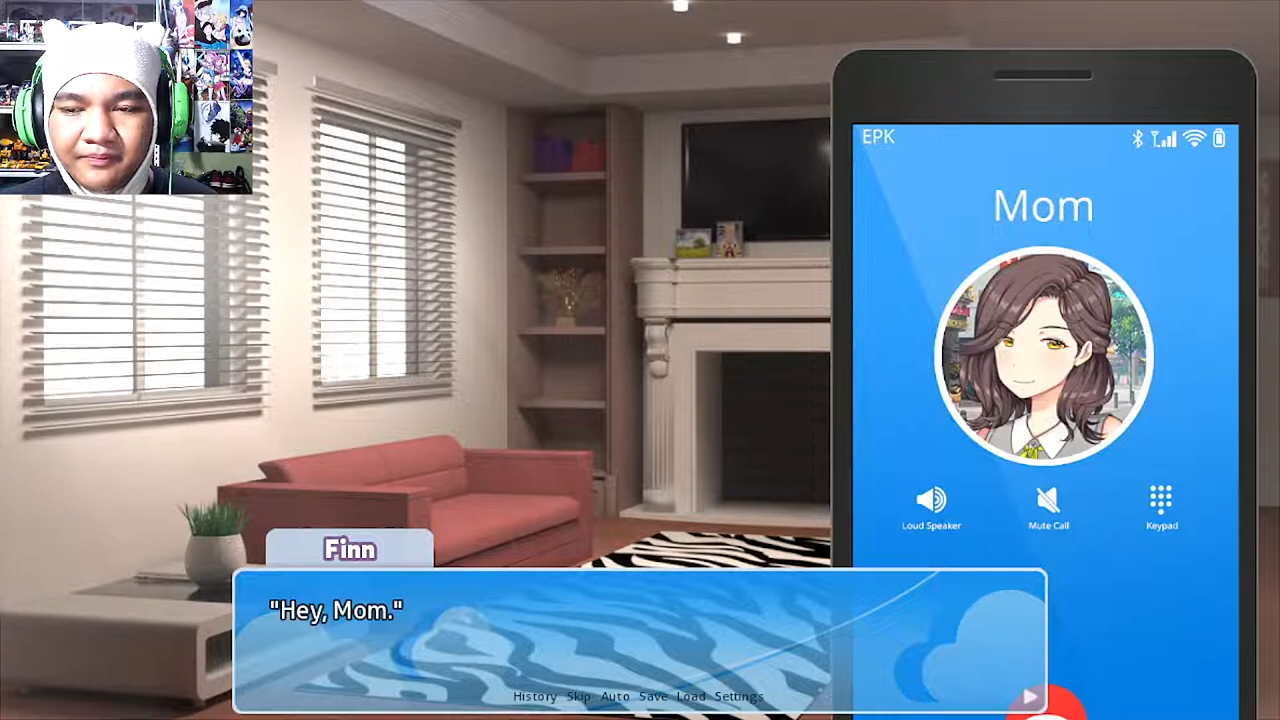 EPK
Mom
Loud Speaker
Mute Call
Keypad
Finn
"Hey, Mom."
History Skip Auto Save Load Settings